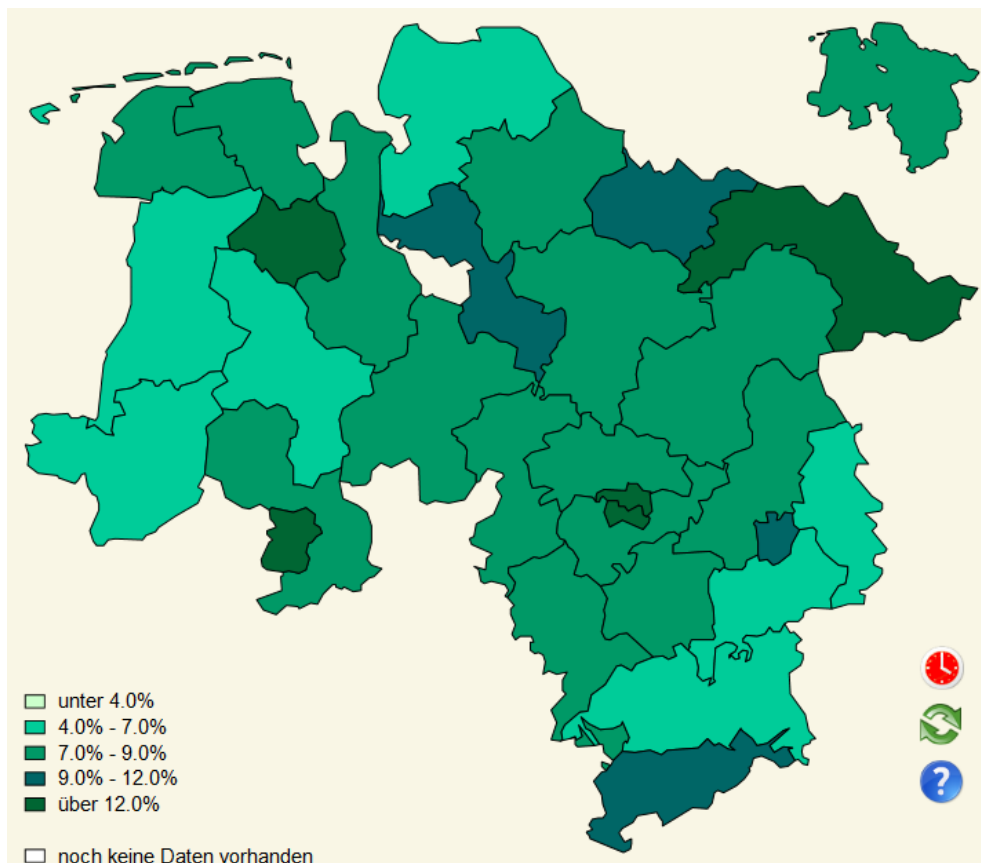 unter 4.0%
4.0% - 7.0%
7.0% - 9.0%
9.0% - 12.0%
über 12.0%
noch keine Daten vorhanden
?